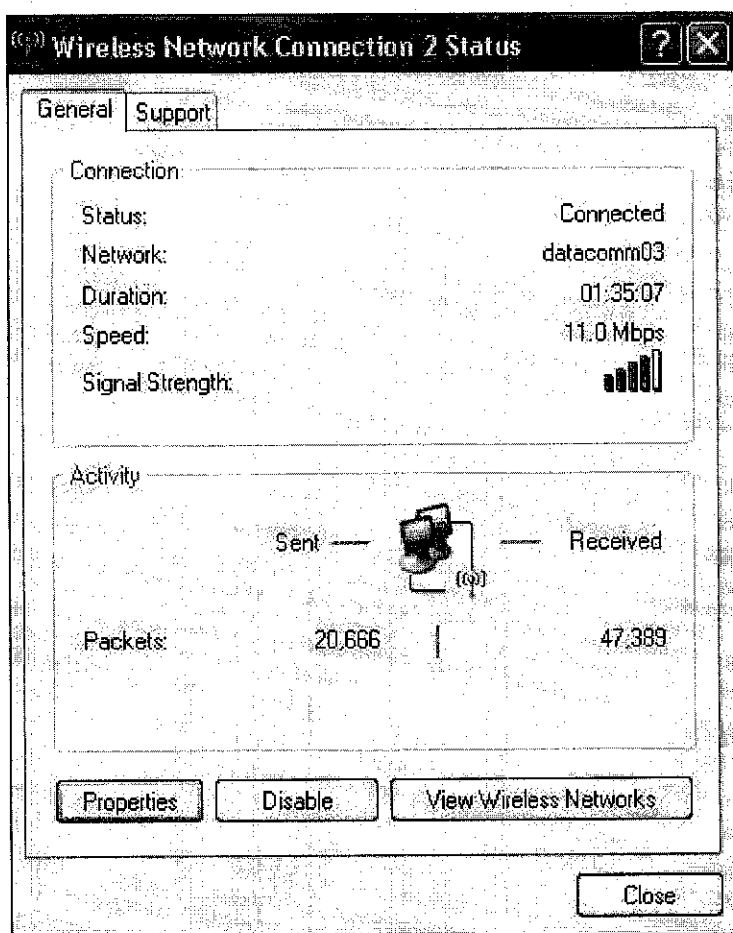 Wireless Network Connection 2 Status
General Support
Connection
Status: Connected
Network: datacomm03
Duration: 01:35:07
Speed: 11.0 Mbps
Signal Strength:
Activity
Sent Received
Packets: 20,666 47,389
Properties Disable View Wireless Networks
Close